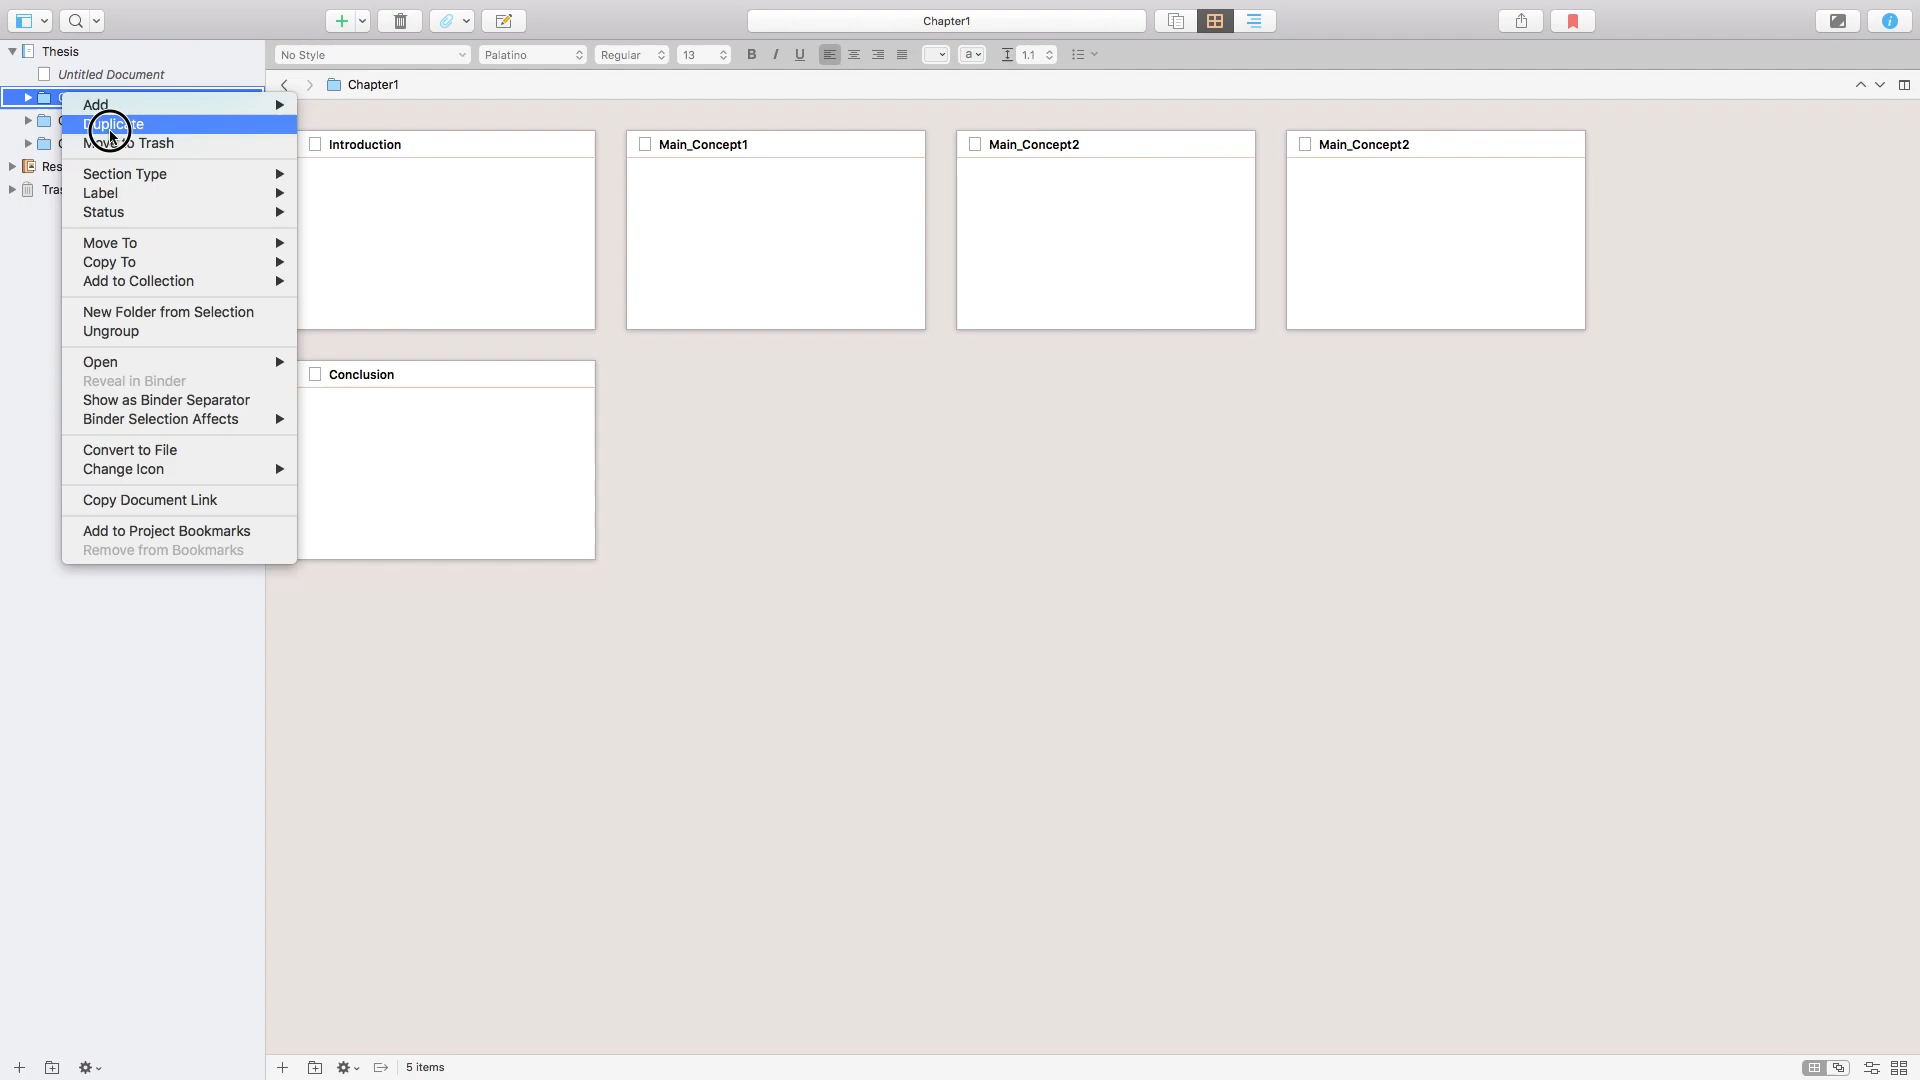 Chapter1
Thesis
No Style
Palatino
Regular
13
B
I
U
a
1.1
Untitled Document
Chapter1
Add
Duplicate
Move to Trash
Res
Tras
Section Type
Label
Status
Move To
Copy To
Add to Collection
New Folder from Selection
Ungroup
Open
Reveal in Binder
Show as Binder Separator
Binder Selection Affects
Convert to File
Change Icon
Copy Document Link
Add to Project Bookmarks
Remove from Bookmarks
Introduction
Main_Concept1
Main_Concept2
Main_Concept2
Conclusion
5 items